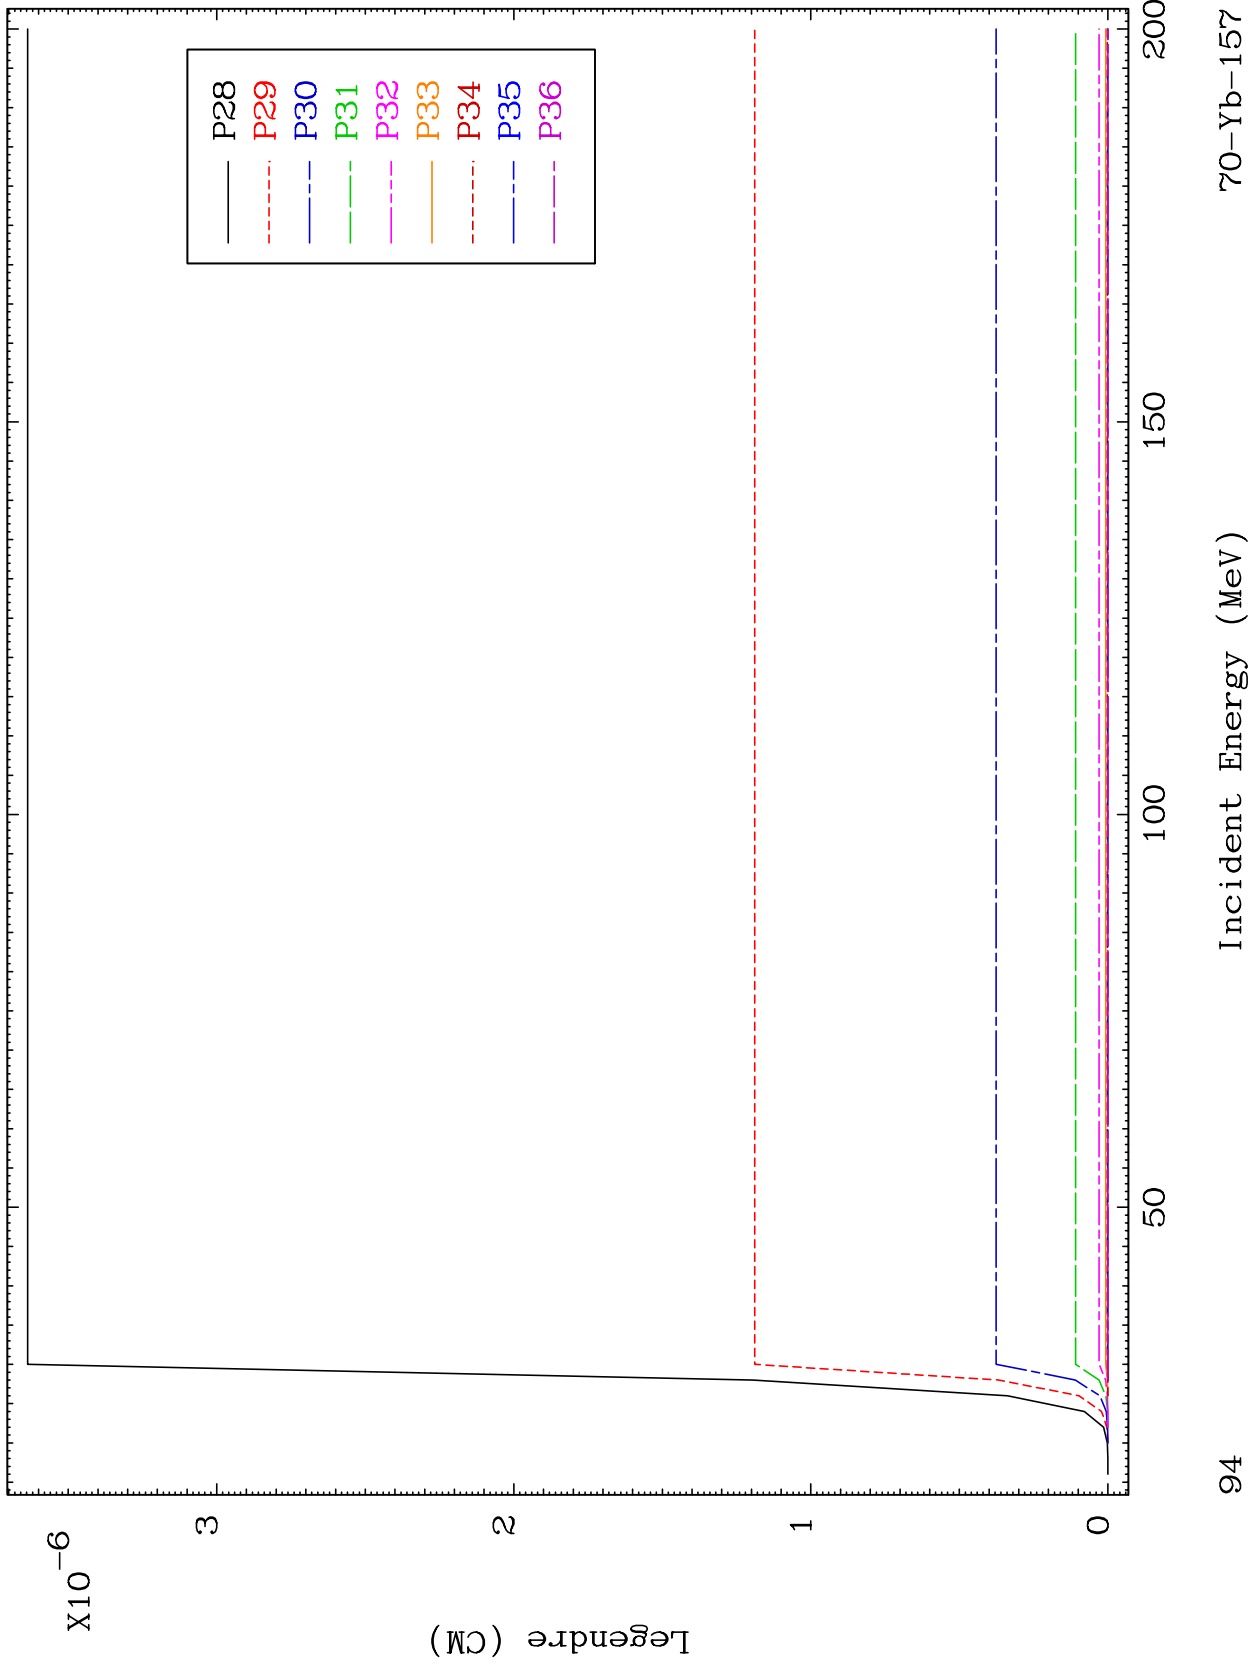 X10-6
Legendre (CM)
3
2
1
0
P28
P29
P30
P31
P32
P33
P34
P35
P36
50
100
150
200
Incident Energy (MeV)
94
70-Yb-157